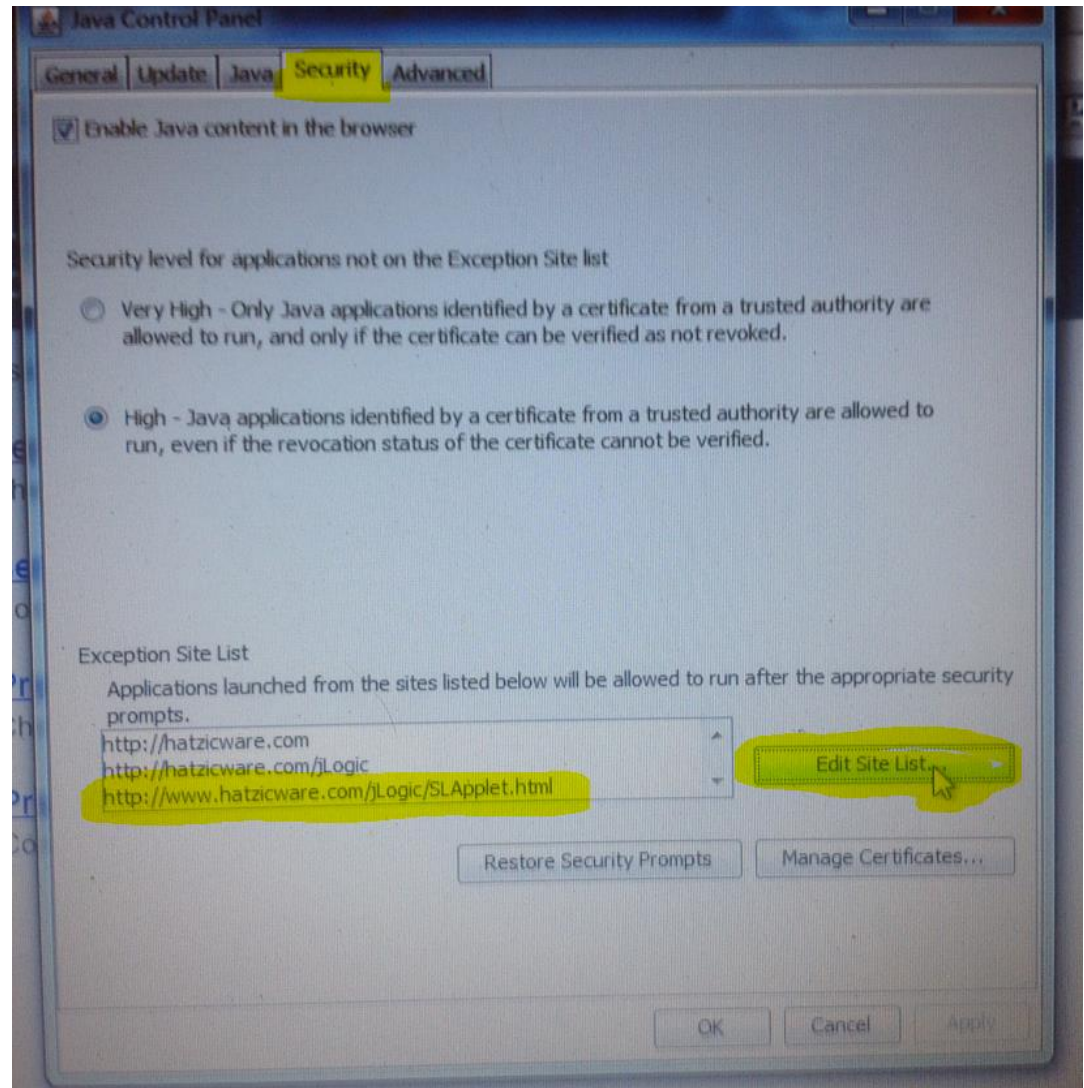 Java Control Panel
General Update Java Security Advanced
Enable Java content in the browser
Security level for applications not on the Exception Site list
Very High - Only Java applications identified by a certificate from a trusted authority are
allowed to run, and only if the certificate can be verified as not revoked.
High - Java applications identified by a certificate from a trusted authority are allowed to
run, even if the revocation status of the certificate cannot be verified.
Exception Site List
Applications launched from the sites listed below will be allowed to run after the appropriate security
prompts.
http://hatzicware.com
http://hatzicware.com/jLogic
http://www.hatzicware.com/jLogic/SLApplet.html
Edit Site List...
Restore Security Prompts Manage Certificates...
OK Cancel Apply